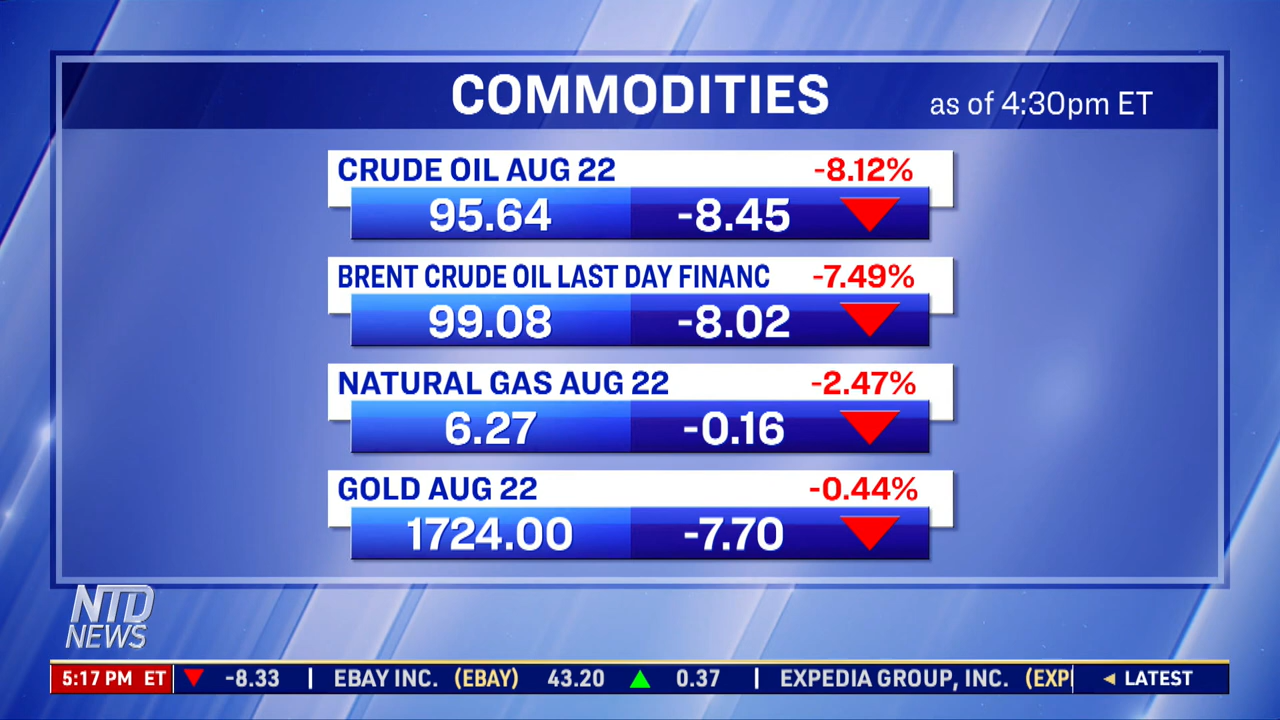 COMMODITIES as of 4:30pm ET
CRUDE OIL AUG 22 -8.12%
95.64 -8.45
BRENT CRUDE OIL LAST DAY FINANC -7.49%
99.08 -8.02
NATURAL GAS AUG 22 -2.47%
6.27 -0.16
GOLD AUG 22 -0.44%
1724.00 -7.70
NTD
NEWS
5:17 PM ET -8.33 | EBAY INC. (EBAY) 43.20 0.37 | EXPEDIA GROUP, INC. (EXP LATEST